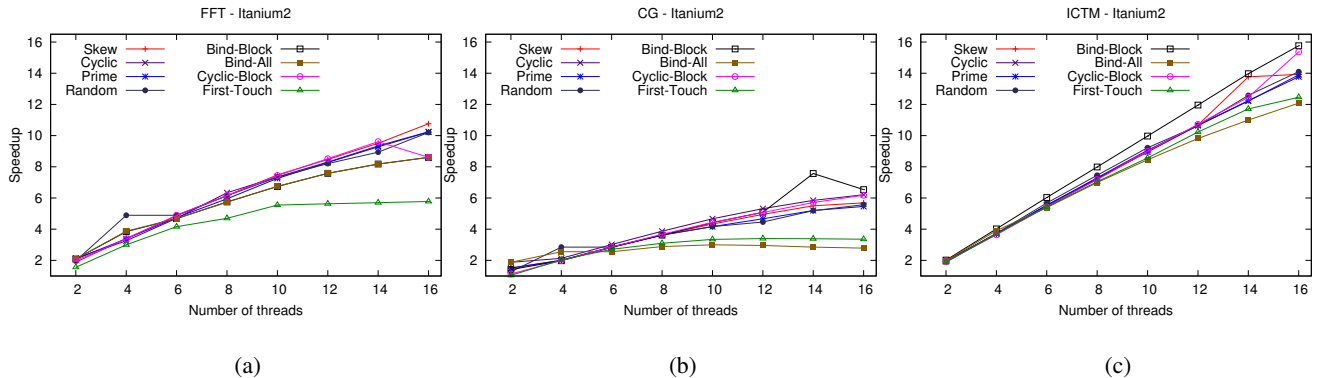 FFT - Itanium2
16
14
12
10
8
6
4
2
Speedup
Skew
Cyclic
Prime
Random
Bind-Block
Bind-All
Cyclic-Block
First-Touch
2 4 6 8 10 12 14 16
Number of threads
(a)
CG - Itanium2
16
14
12
10
8
6
4
2
Speedup
Skew
Cyclic
Prime
Random
Bind-Block
Bind-All
Cyclic-Block
First-Touch
2 4 6 8 10 12 14 16
Number of threads
(b)
ICTM - Itanium2
16
14
12
10
8
6
4
2
Speedup
Skew
Cyclic
Prime
Random
Bind-Block
Bind-All
Cyclic-Block
First-Touch
2 4 6 8 10 12 14 16
Number of threads
(c)